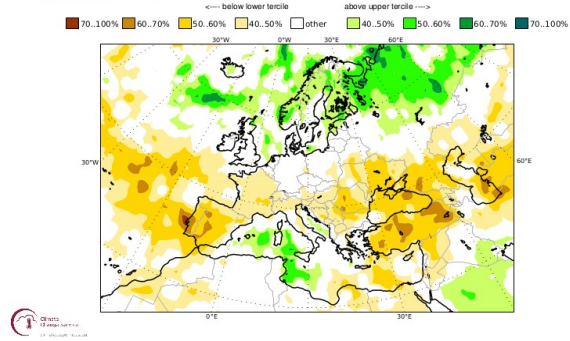 <---- below lower tercile above upper tercile ---->
70..100% 60..70% 50..60% 40..50% other 40..50% 50..60% 60..70% 70..100%
30°W 0°W 30°E 60°E
30°W
60°E
0°E 30°E
Climate